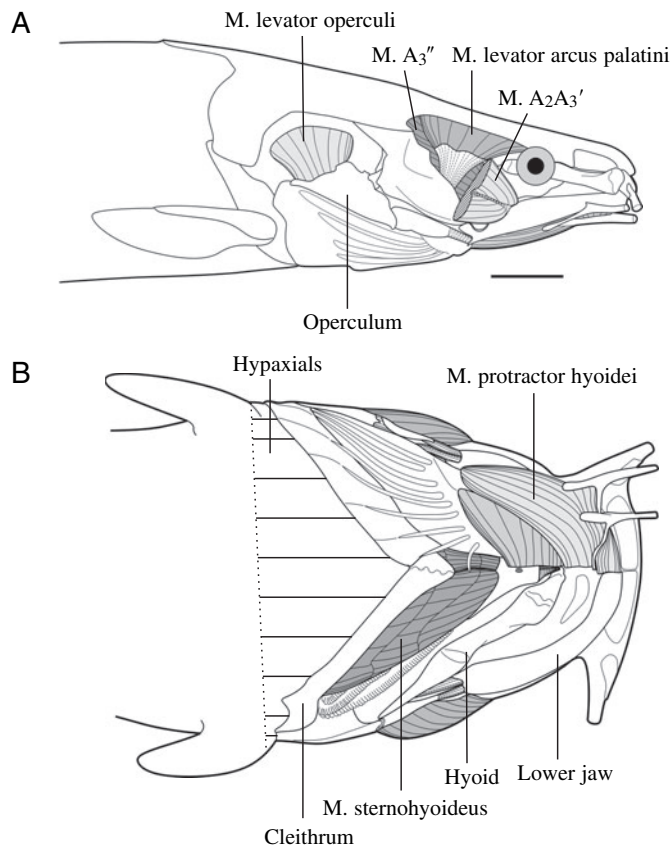 A
M. levator operculi
M. A₃″
M. levator arcus palatini
M. A₂A₃′
Operculum
B
Hypaxials
M. protractor hyoidei
Hyoid
Lower jaw
M. sternohyoideus
Cleithrum